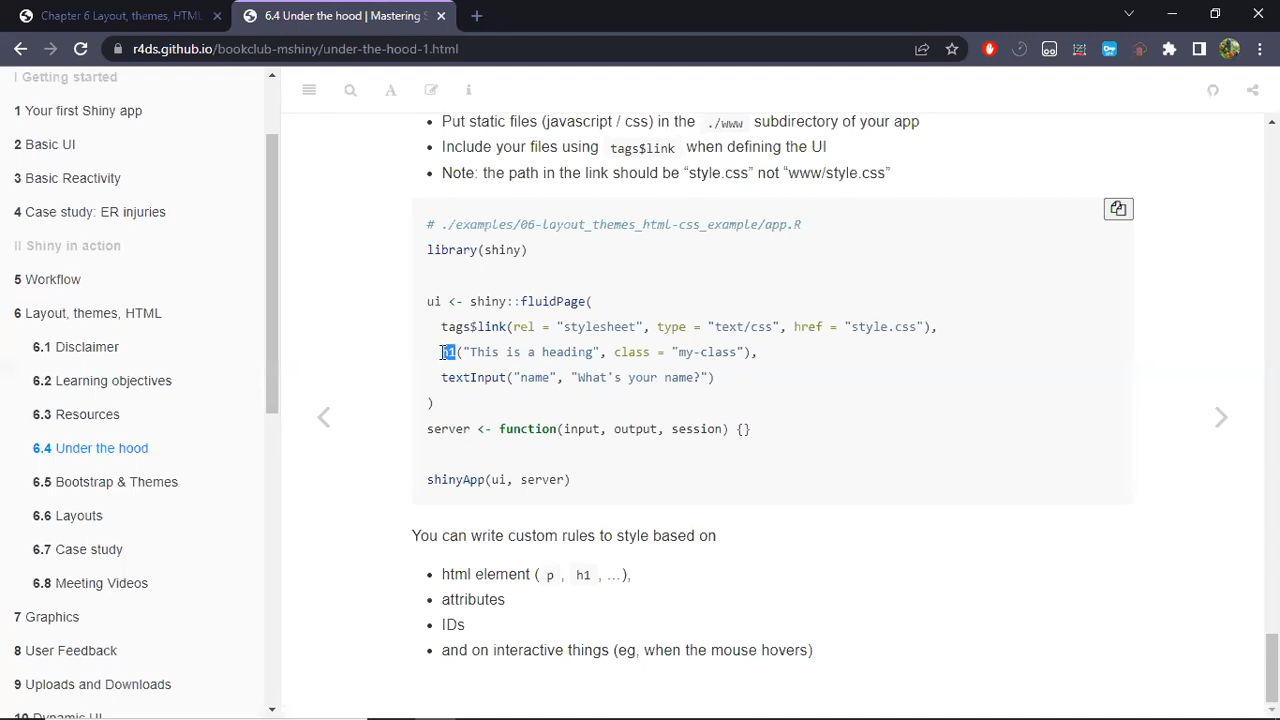 Chapter 6 Layout, themes, HTML
6.4 Under the hood | Mastering S
r4ds.github.io/bookclub-mshiny/under-the-hood-1.html
I Getting started
1 Your first Shiny app
2 Basic UI
3 Basic Reactivity
4 Case study: ER injuries
II Shiny in action
5 Workflow
6 Layout, themes, HTML
6.1 Disclaimer
6.2 Learning objectives
6.3 Resources
6.4 Under the hood
6.5 Bootstrap & Themes
6.6 Layouts
6.7 Case study
6.8 Meeting Videos
7 Graphics
8 User Feedback
9 Uploads and Downloads
10 Dynamic UI
• Put static files (javascript / css) in the ./www subdirectory of your app
• Include your files using tags$link when defining the UI
• Note: the path in the link should be “style.css” not “www/style.css”
# ./examples/06-layout_themes_html-css_example/app.R
library(shiny)
ui <- shiny::fluidPage(
tags$link(rel = "stylesheet", type = "text/css", href = "style.css"),
h1("This is a heading", class = "my-class"),
textInput("name", "What's your name?")
)
server <- function(input, output, session) {}
shinyApp(ui, server)
You can write custom rules to style based on
• html element ( p , h1 , …),
• attributes
• IDs
• and on interactive things (eg, when the mouse hovers)